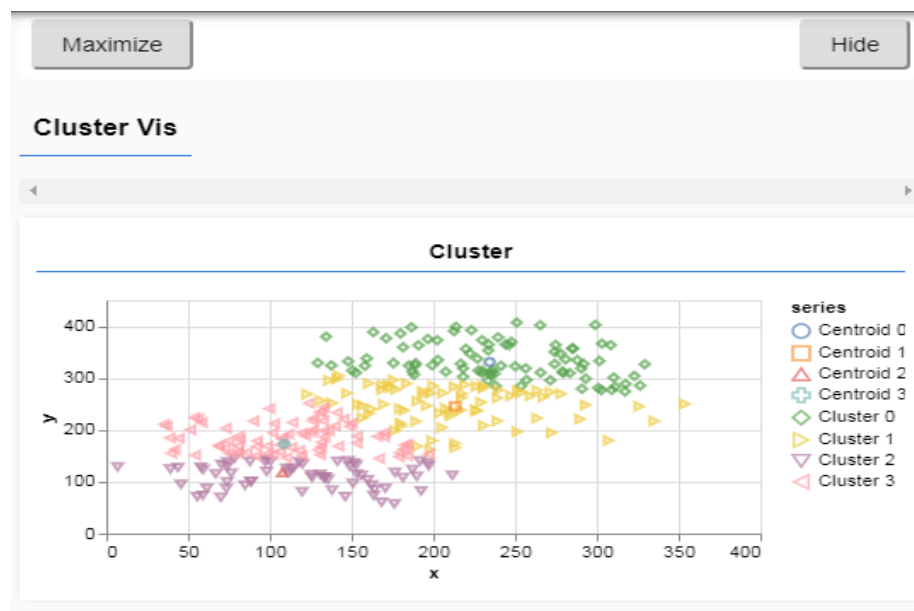 Maximize
Hide
Cluster Vis
Cluster
series
Centroid 0
Centroid 1
Centroid 2
Centroid 3
Cluster 0
Cluster 1
Cluster 2
Cluster 3
y
400
300
200
100
0
0 50 100 150 200 250 300 350 400
x